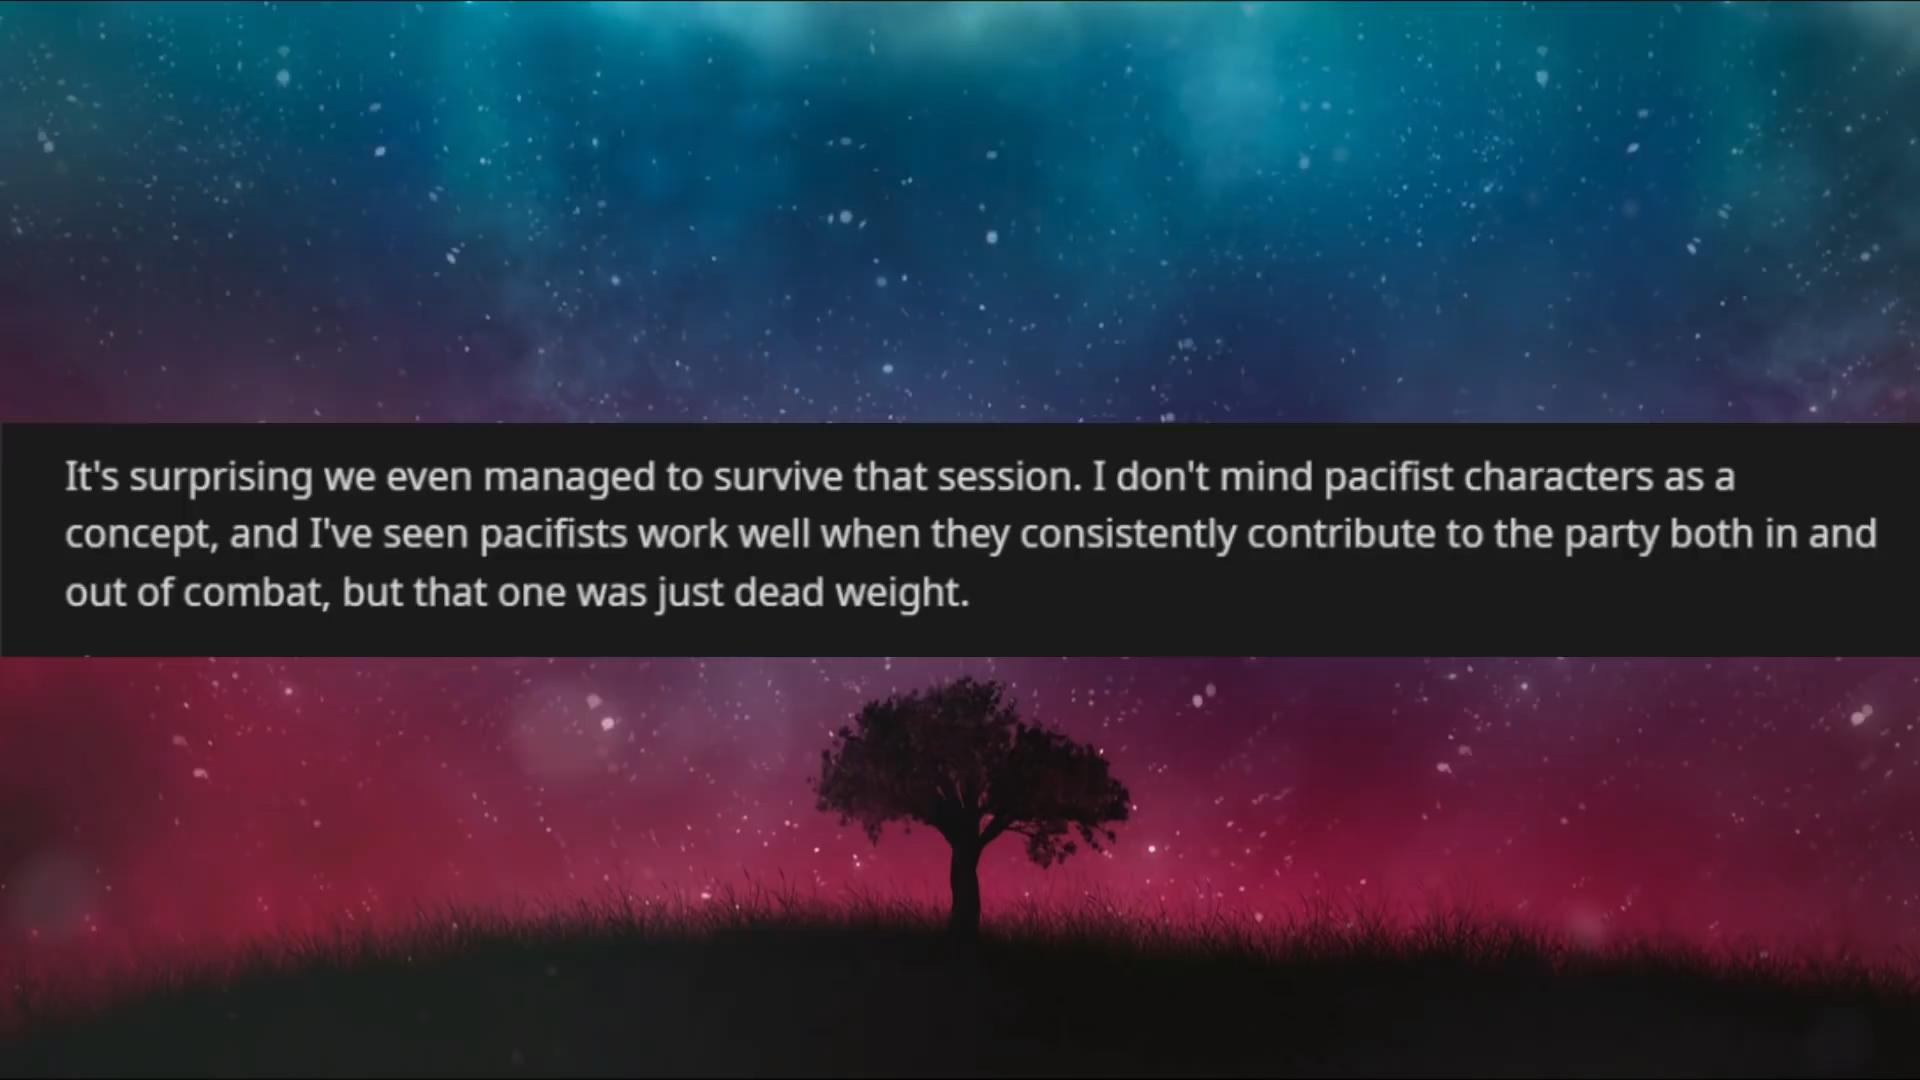 It's surprising we even managed to survive that session. I don't mind pacifist characters as a
concept, and I've seen pacifists work well when they consistently contribute to the party both in and
out of combat, but that one was just dead weight.